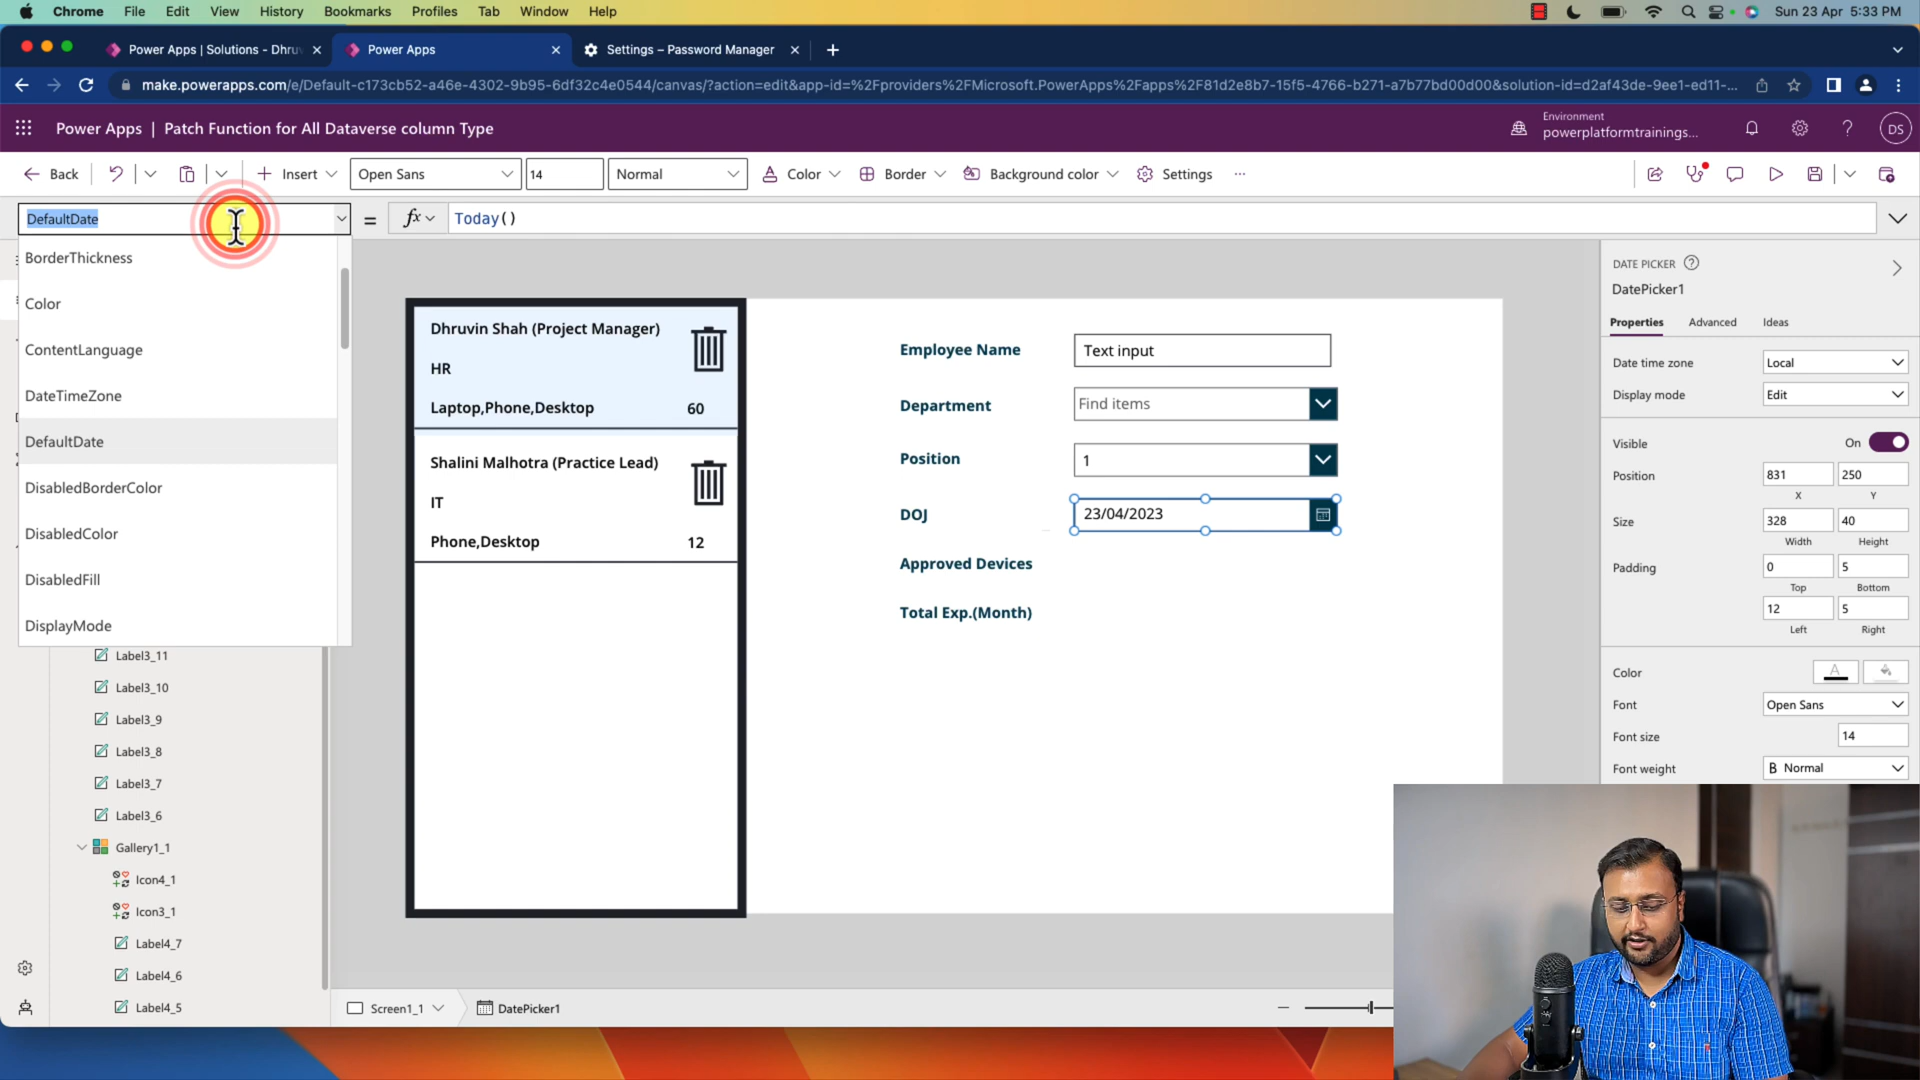 Chrome File Edit View History Bookmarks Profiles Tab Window Help Sun 23 Apr 5:33 PM
Power Apps | Solutions - Dhru
Power Apps
Settings – Password Manager
make.powerapps.com/e/Default-c173cb52-a46e-4302-9b95-6df32c4e0544/canvas/?action=edit&app-id=%2Fproviders%2FMicrosoft.PowerApps%2Fapps%2F81d2e8b7-15f5-4766-b271-a7b77bd00d00&solution-id=d2af43de-9ee1-ed11-...
Power Apps | Patch Function for All Dataverse column Type
Environment
powerplatformtrainings...
DS
Back Insert Open Sans 14 Normal Color Border Background color Settings ...
DefaultDate = fx Today()
BorderThickness
Color
ContentLanguage
DateTimeZone
DefaultDate
DisabledBorderColor
DisabledColor
DisabledFill
DisplayMode
Label3_11
Label3_10
Label3_9
Label3_8
Label3_7
Label3_6
Gallery1_1
Icon4_1
Icon3_1
Label4_7
Label4_6
Label4_5
Dhruvin Shah (Project Manager)
HR
Laptop,Phone,Desktop 60
Shalini Malhotra (Practice Lead)
IT
Phone,Desktop 12
Employee Name Text input
Department Find items
Position 1
DOJ 23/04/2023
Approved Devices
Total Exp.(Month)
Screen1_1 DatePicker1
DATE PICKER
DatePicker1
Properties Advanced Ideas
Date time zone Local
Display mode Edit
Visible On
Position 831 250
X Y
Size 328 40
Width Height
Padding 0 5
Top Bottom
12 5
Left Right
Color A
Font Open Sans
Font size 14
Font weight B Normal